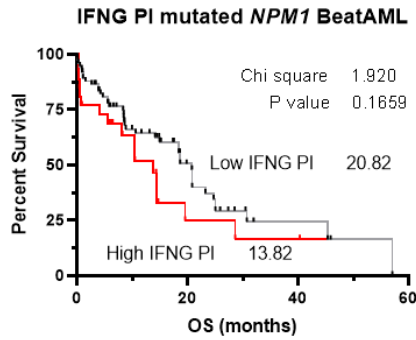 IFNG PI mutated NPM1 BeatAML
Chi square 1.920
P value 0.1659
Low IFNG PI 20.82
High IFNG PI 13.82
Percent Survival
100
75
50
25
0
0 20 40 60
OS (months)